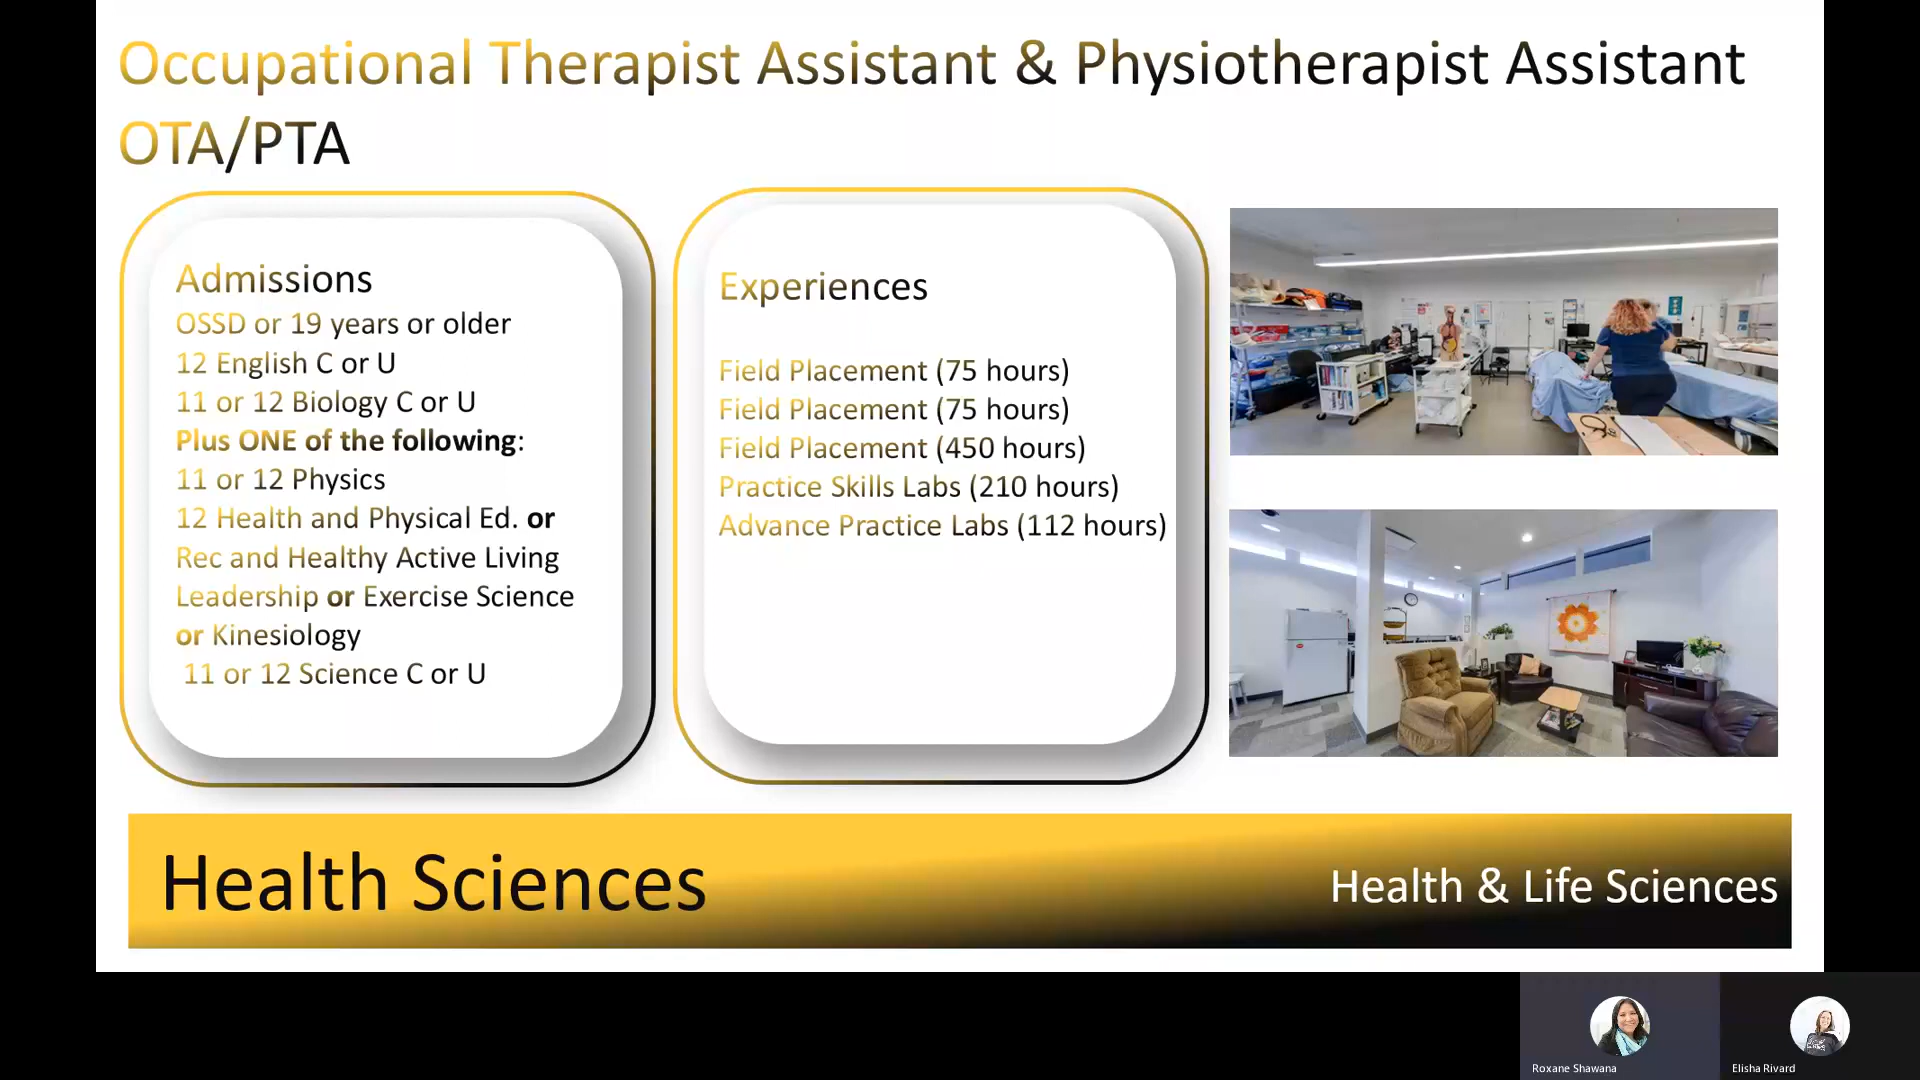 Occupational Therapist Assistant & Physiotherapist Assistant
OTA/PTA
Admissions
OSSD or 19 years or older
12 English C or U
11 or 12 Biology C or U
Plus ONE of the following:
11 or 12 Physics
12 Health and Physical Ed. or
Rec and Healthy Active Living
Leadership or Exercise Science
or Kinesiology
11 or 12 Science C or U
Experiences
Field Placement (75 hours)
Field Placement (75 hours)
Field Placement (450 hours)
Practice Skills Labs (210 hours)
Advance Practice Labs (112 hours)
Health Sciences
Health & Life Sciences
Roxane Shawana
Elisha Rivard